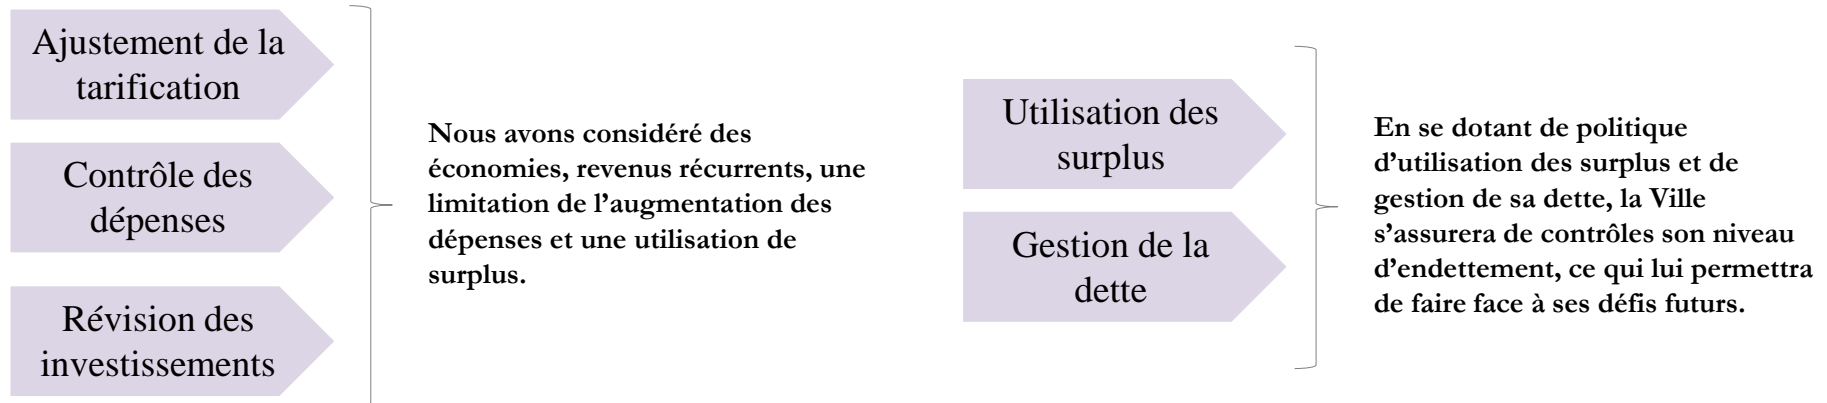 Ajustement de la
tarification
Contrôle des
dépenses
Révision des
investissements
Nous avons considéré des
économies, revenus récurrents, une
limitation de l’augmentation des
dépenses et une utilisation de
surplus.
Utilisation des
surplus
Gestion de la
dette
En se dotant de politique
d’utilisation des surplus et de
gestion de sa dette, la Ville
s’assurera de contrôles son niveau
d’endettement, ce qui lui permettra
de faire face à ses défis futurs.